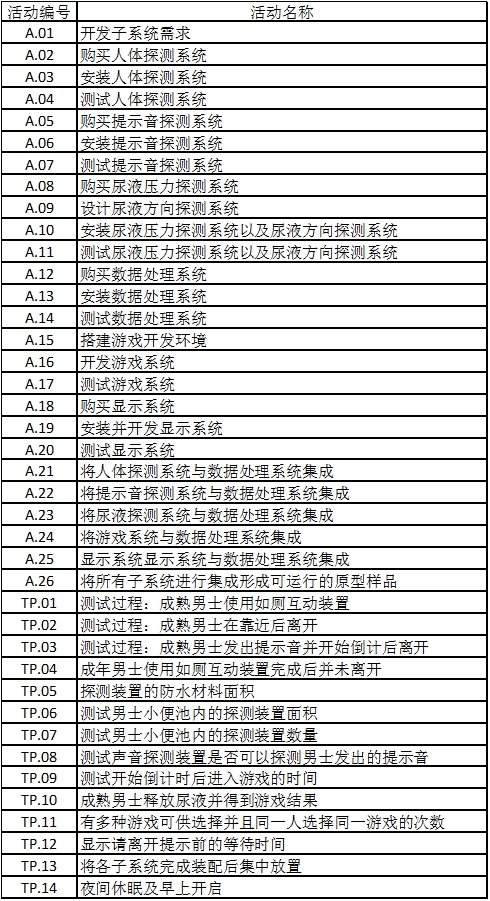 活动编号 活动名称
A.01 开发子系统需求
A.02 购买人体探测系统
A.03 安装人体探测系统
A.04 测试人体探测系统
A.05 购买提示音探测系统
A.06 安装提示音探测系统
A.07 测试提示音探测系统
A.08 购买尿液压力探测系统
A.09 设计尿液方向探测系统
A.10 安装尿液压力探测系统以及尿液方向探测系统
A.11 测试尿液压力探测系统以及尿液方向探测系统
A.12 购买数据处理系统
A.13 安装数据处理系统
A.14 测试数据处理系统
A.15 搭建游戏开发环境
A.16 开发游戏系统
A.17 测试游戏系统
A.18 购买显示系统
A.19 安装并开发显示系统
A.20 测试显示系统
A.21 将人体探测系统与数据处理系统集成
A.22 将提示音探测系统与数据处理系统集成
A.23 将尿液探测系统与数据处理系统集成
A.24 将游戏系统与数据处理系统集成
A.25 显示系统显示系统与数据处理系统集成
A.26 将所有子系统进行集成形成可运行的原型样品
TP.01 测试过程：成熟男士使用如厕互动装置
TP.02 测试过程：成熟男士在靠近后离开
TP.03 测试过程：成熟男士发出提示音并开始倒计后离开
TP.04 成年男士使用如厕互动装置完成后并未离开
TP.05 探测装置的防水材料面积
TP.06 测试男士小便池内的探测装置面积
TP.07 测试男士小便池内的探测装置数量
TP.08 测试声音探测装置是否可以探测男士发出的提示音
TP.09 测试开始倒计时后进入游戏的时间
TP.10 成熟男士释放尿液并得到游戏结果
TP.11 有多种游戏可供选择并且同一人选择同一游戏的次数
TP.12 显示请离开提示前的等待时间
TP.13 将各子系统完成装配后集中放置
TP.14 夜间休眠及早上开启